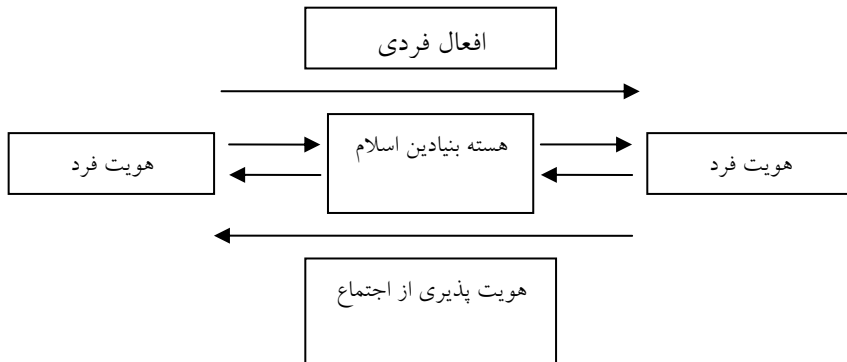 افعال فردی
هسته بنیادین اسلام
هویت فرد
هویت فرد
هویت پذیری از اجتماع